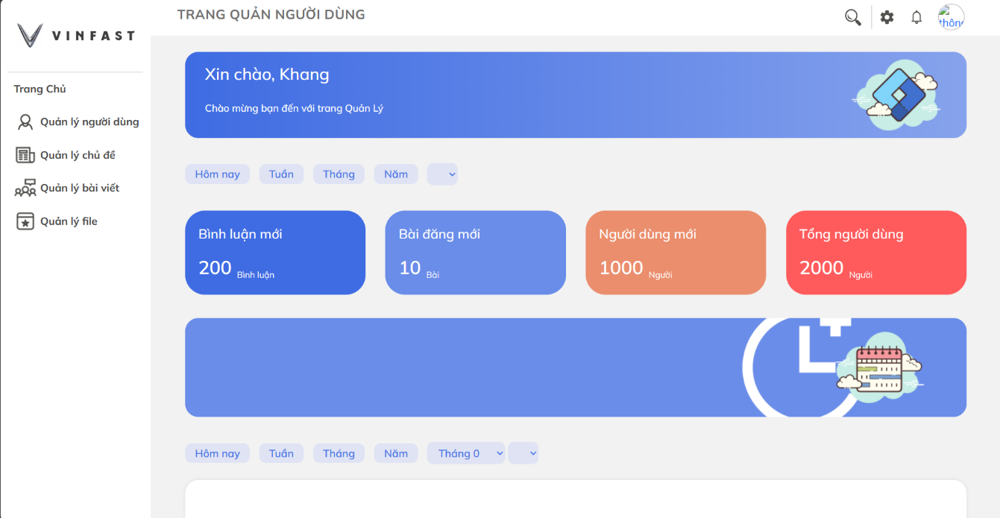 TRANG QUẢN NGƯỜI DÙNG
thông
VINFAST
Trang Chủ
Quản lý người dùng
Quản lý chủ đề
Quản lý bài viết
Quản lý file
Xin chào, Khang
Chào mừng bạn đến với trang Quản Lý
Hôm nay Tuần Tháng Năm
Bình luận mới
200 Bình luận
Bài đăng mới
10 Bài
Người dùng mới
1000 Người
Tổng người dùng
2000 Người
Hôm nay Tuần Tháng Năm Tháng 0